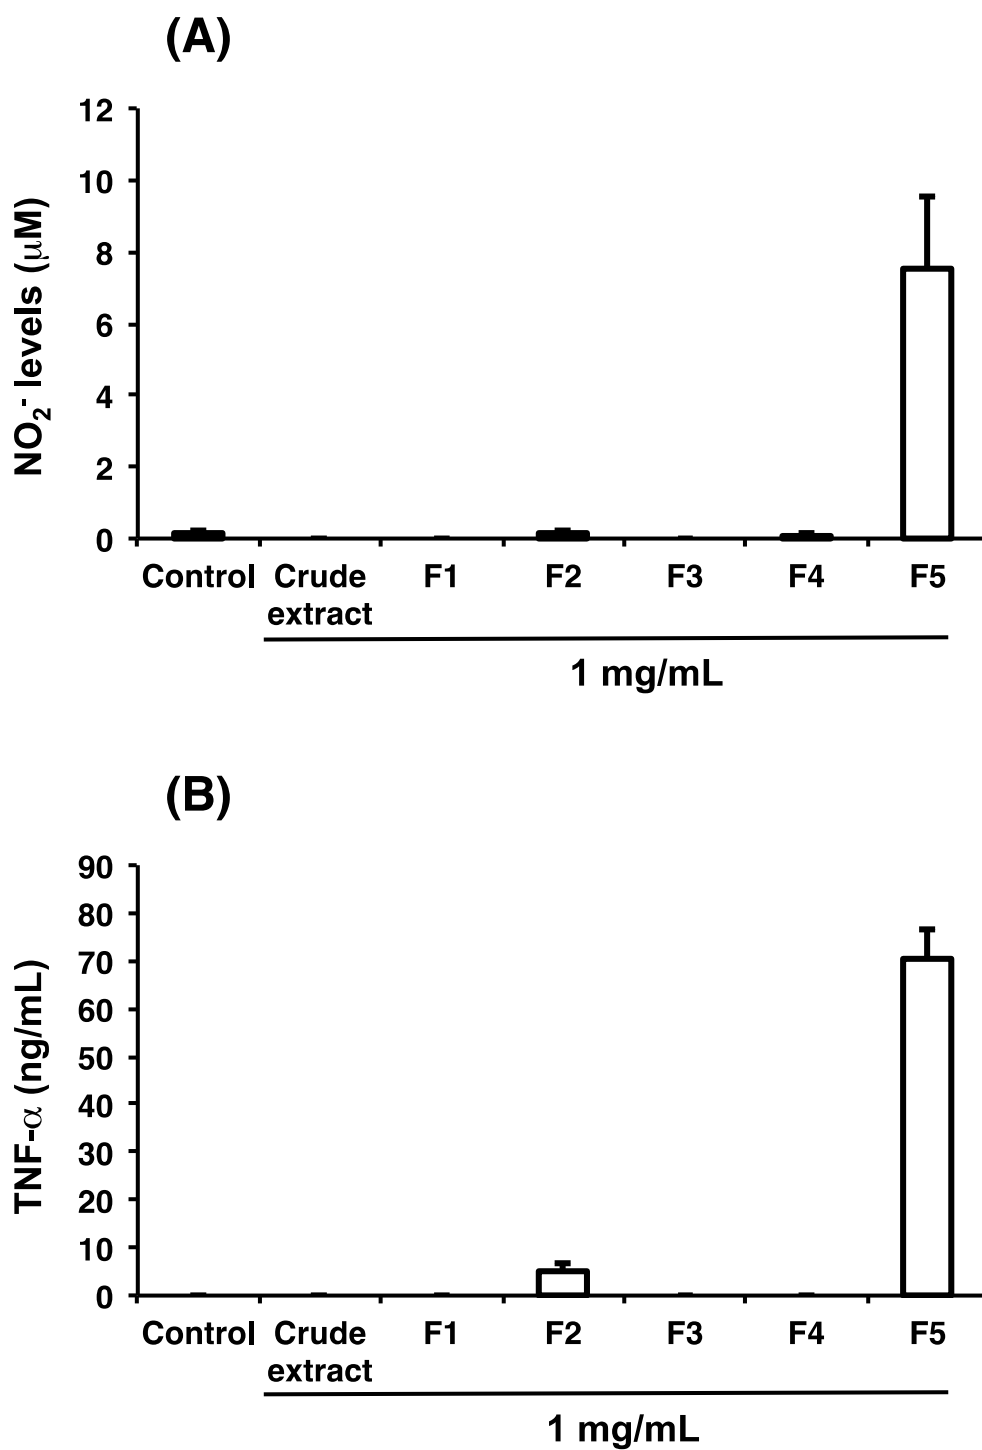 (A)
NO₂⁻ levels (μM)
12
10
8
6
4
2
0
Control Crude extract F1 F2 F3 F4 F5
1 mg/mL
(B)
TNF-α (ng/mL)
90
80
70
60
50
40
30
20
10
0
Control Crude extract F1 F2 F3 F4 F5
1 mg/mL